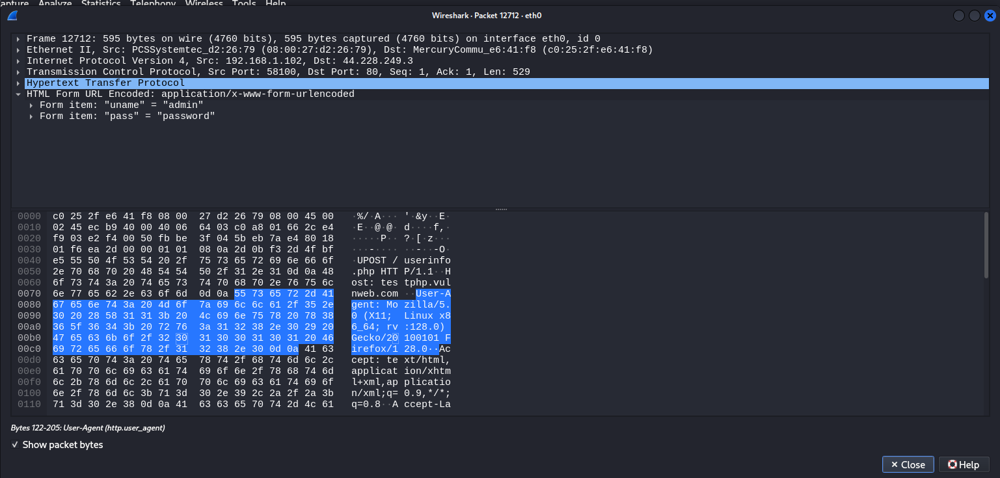 apture Analyze Statistics Telephony Wireless Tools Help
Wireshark · Packet 12712 · eth0
Frame 12712: 595 bytes on wire (4760 bits), 595 bytes captured (4760 bits) on interface eth0, id 0
Ethernet II, Src: PCSSystemtec_d2:26:79 (08:00:27:d2:26:79), Dst: MercuryCommu_e6:41:f8 (c0:25:2f:e6:41:f8)
Internet Protocol Version 4, Src: 192.168.1.102, Dst: 44.228.249.3
Transmission Control Protocol, Src Port: 58100, Dst Port: 80, Seq: 1, Ack: 1, Len: 529
Hypertext Transfer Protocol
HTML Form URL Encoded: application/x-www-form-urlencoded
Form item: "uname" = "admin"
Form item: "pass" = "password"
0000 c0 25 2f e6 41 f8 08 00 27 d2 26 79 08 00 45 00 ·%/·A··· '·&y··E·
0010 02 45 ec b9 40 00 40 06 64 03 c0 a8 01 66 2c e4 ·E··@·@· d····f,·
0020 f9 03 e2 f4 00 50 fb be 3f 04 5b eb 7a e4 80 18 ·····P·· ?·[·z···
0030 01 f6 ea 2d 00 00 01 01 08 0a 2d 0b f3 2d 4f bf ···-···· ··-··-O·
0040 e5 55 50 4f 53 54 20 2f 75 73 65 72 69 6e 66 6f ·UPOST / userinfo
0050 2e 70 68 70 20 48 54 54 50 2f 31 2e 31 0d 0a 48 .php HTT P/1.1··H
0060 6f 73 74 3a 20 74 65 73 74 70 68 70 2e 76 75 6c ost: tes tphp.vul
0070 6e 77 65 62 2e 63 6f 6d 0d 0a 55 73 65 72 2d 41 nweb.com ··User-A
0080 67 65 6e 74 3a 20 4d 6f 7a 69 6c 6c 61 2f 35 2e gent: Mo zilla/5.
0090 30 20 28 58 31 31 3b 20 4c 69 6e 75 78 20 78 38 0 (X11; Linux x8
00a0 36 5f 36 34 3b 20 72 76 3a 31 32 38 2e 30 29 20 6_64; rv :128.0)
00b0 47 65 63 6b 6f 2f 32 30 31 30 30 31 30 31 20 46 Gecko/20 100101 F
00c0 69 72 65 66 6f 78 2f 31 32 38 2e 30 0d 0a 41 63 irefox/1 28.0··Ac
00d0 63 65 70 74 3a 20 74 65 78 74 2f 68 74 6d 6c 2c cept: te xt/html,
00e0 61 70 70 6c 69 63 61 74 69 6f 6e 2f 78 68 74 6d applicat ion/xhtm
00f0 6c 2b 78 6d 6c 2c 61 70 70 6c 69 63 61 74 69 6f l+xml,ap plicatio
0100 6e 2f 78 6d 6c 3b 71 3d 30 2e 39 2c 2a 2f 2a 3b n/xml;q= 0.9,*/*;
0110 71 3d 30 2e 38 0d 0a 41 63 63 65 70 74 2d 4c 61 q=0.8··A ccept-La
Bytes 122-205: User-Agent (http.user_agent)
Show packet bytes
Close Help